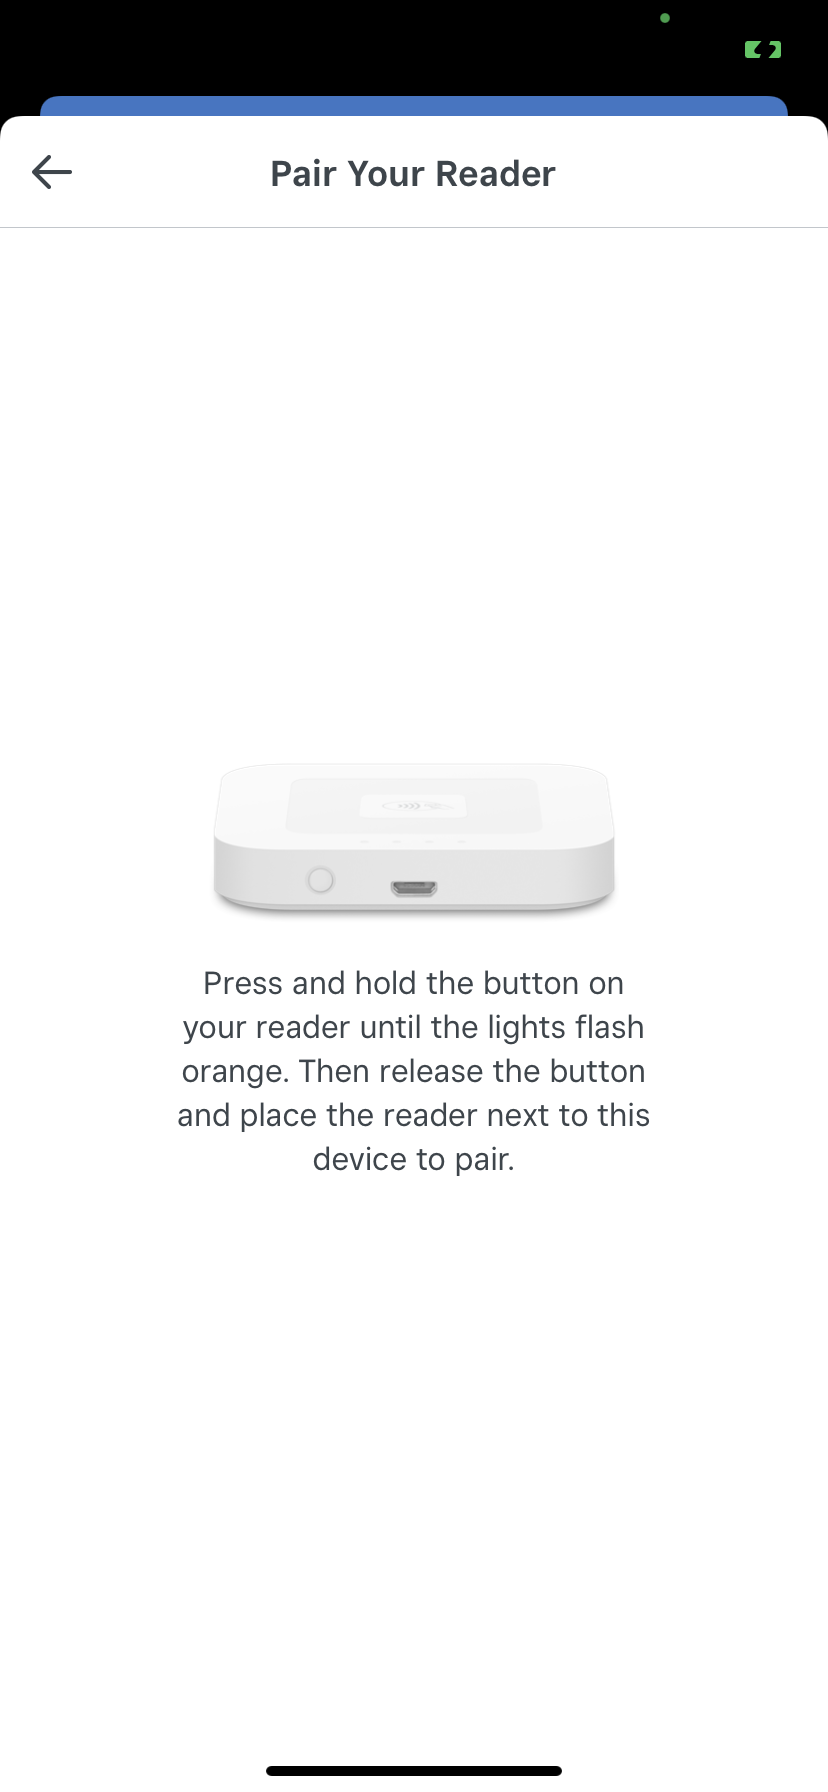 Pair Your Reader
Press and hold the button on
your reader until the lights flash
orange. Then release the button
and place the reader next to this
device to pair.